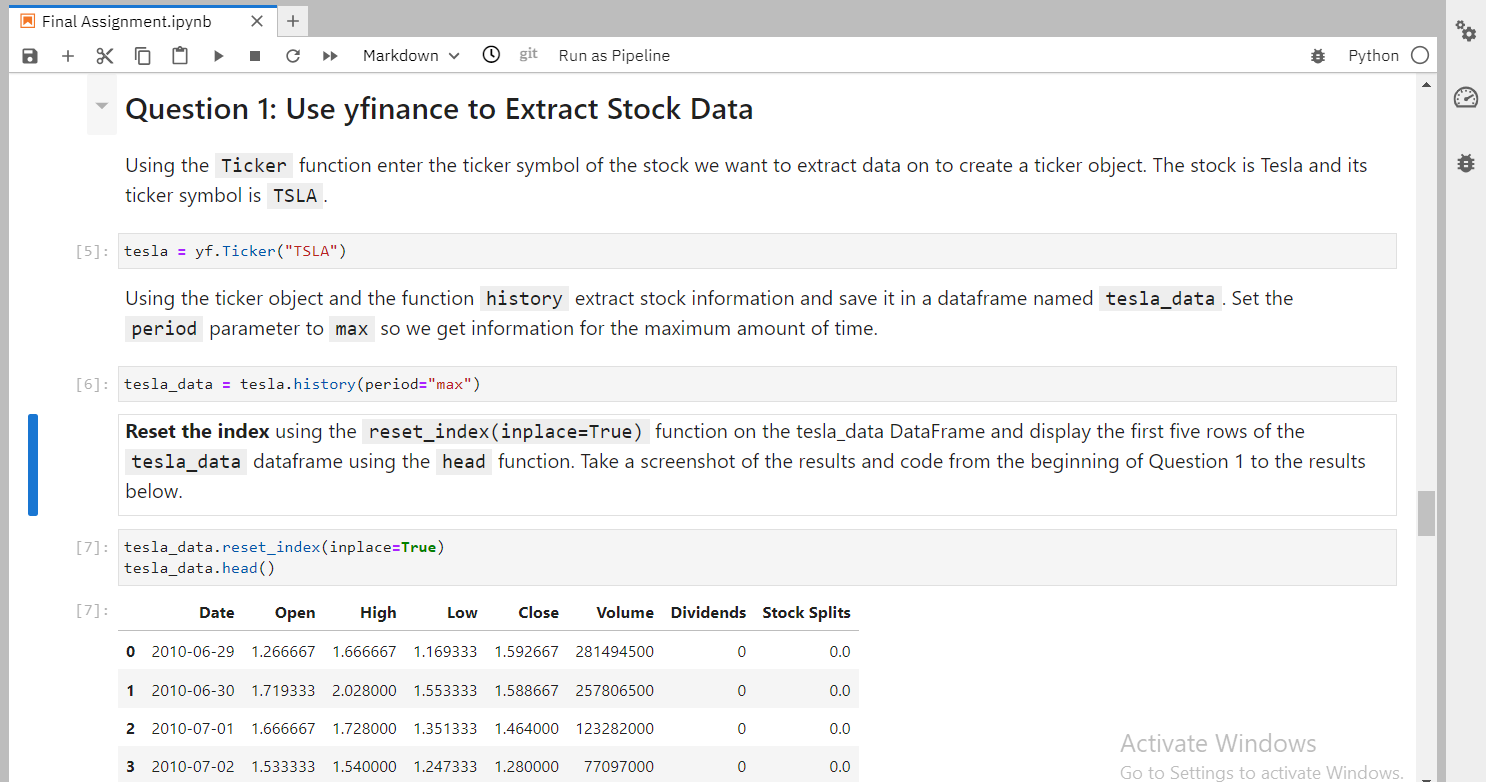 Final Assignment.ipynb
Markdown git Run as Pipeline Python
Question 1: Use yfinance to Extract Stock Data
Using the Ticker function enter the ticker symbol of the stock we want to extract data on to create a ticker object. The stock is Tesla and its
ticker symbol is TSLA .
[5]: tesla = yf.Ticker("TSLA")
Using the ticker object and the function history extract stock information and save it in a dataframe named tesla_data . Set the
period parameter to max so we get information for the maximum amount of time.
[6]: tesla_data = tesla.history(period="max")
Reset the index using the reset_index(inplace=True) function on the tesla_data DataFrame and display the first five rows of the
tesla_data dataframe using the head function. Take a screenshot of the results and code from the beginning of Question 1 to the results
below.
[7]: tesla_data.reset_index(inplace=True)
tesla_data.head()
[7]: Date Open High Low Close Volume Dividends Stock Splits
0 2010-06-29 1.266667 1.666667 1.169333 1.592667 281494500 0 0.0
1 2010-06-30 1.719333 2.028000 1.553333 1.588667 257806500 0 0.0
2 2010-07-01 1.666667 1.728000 1.351333 1.464000 123282000 0 0.0
3 2010-07-02 1.533333 1.540000 1.247333 1.280000 77097000 0 0.0
Activate Windows
Go to Settings to activate Windows.